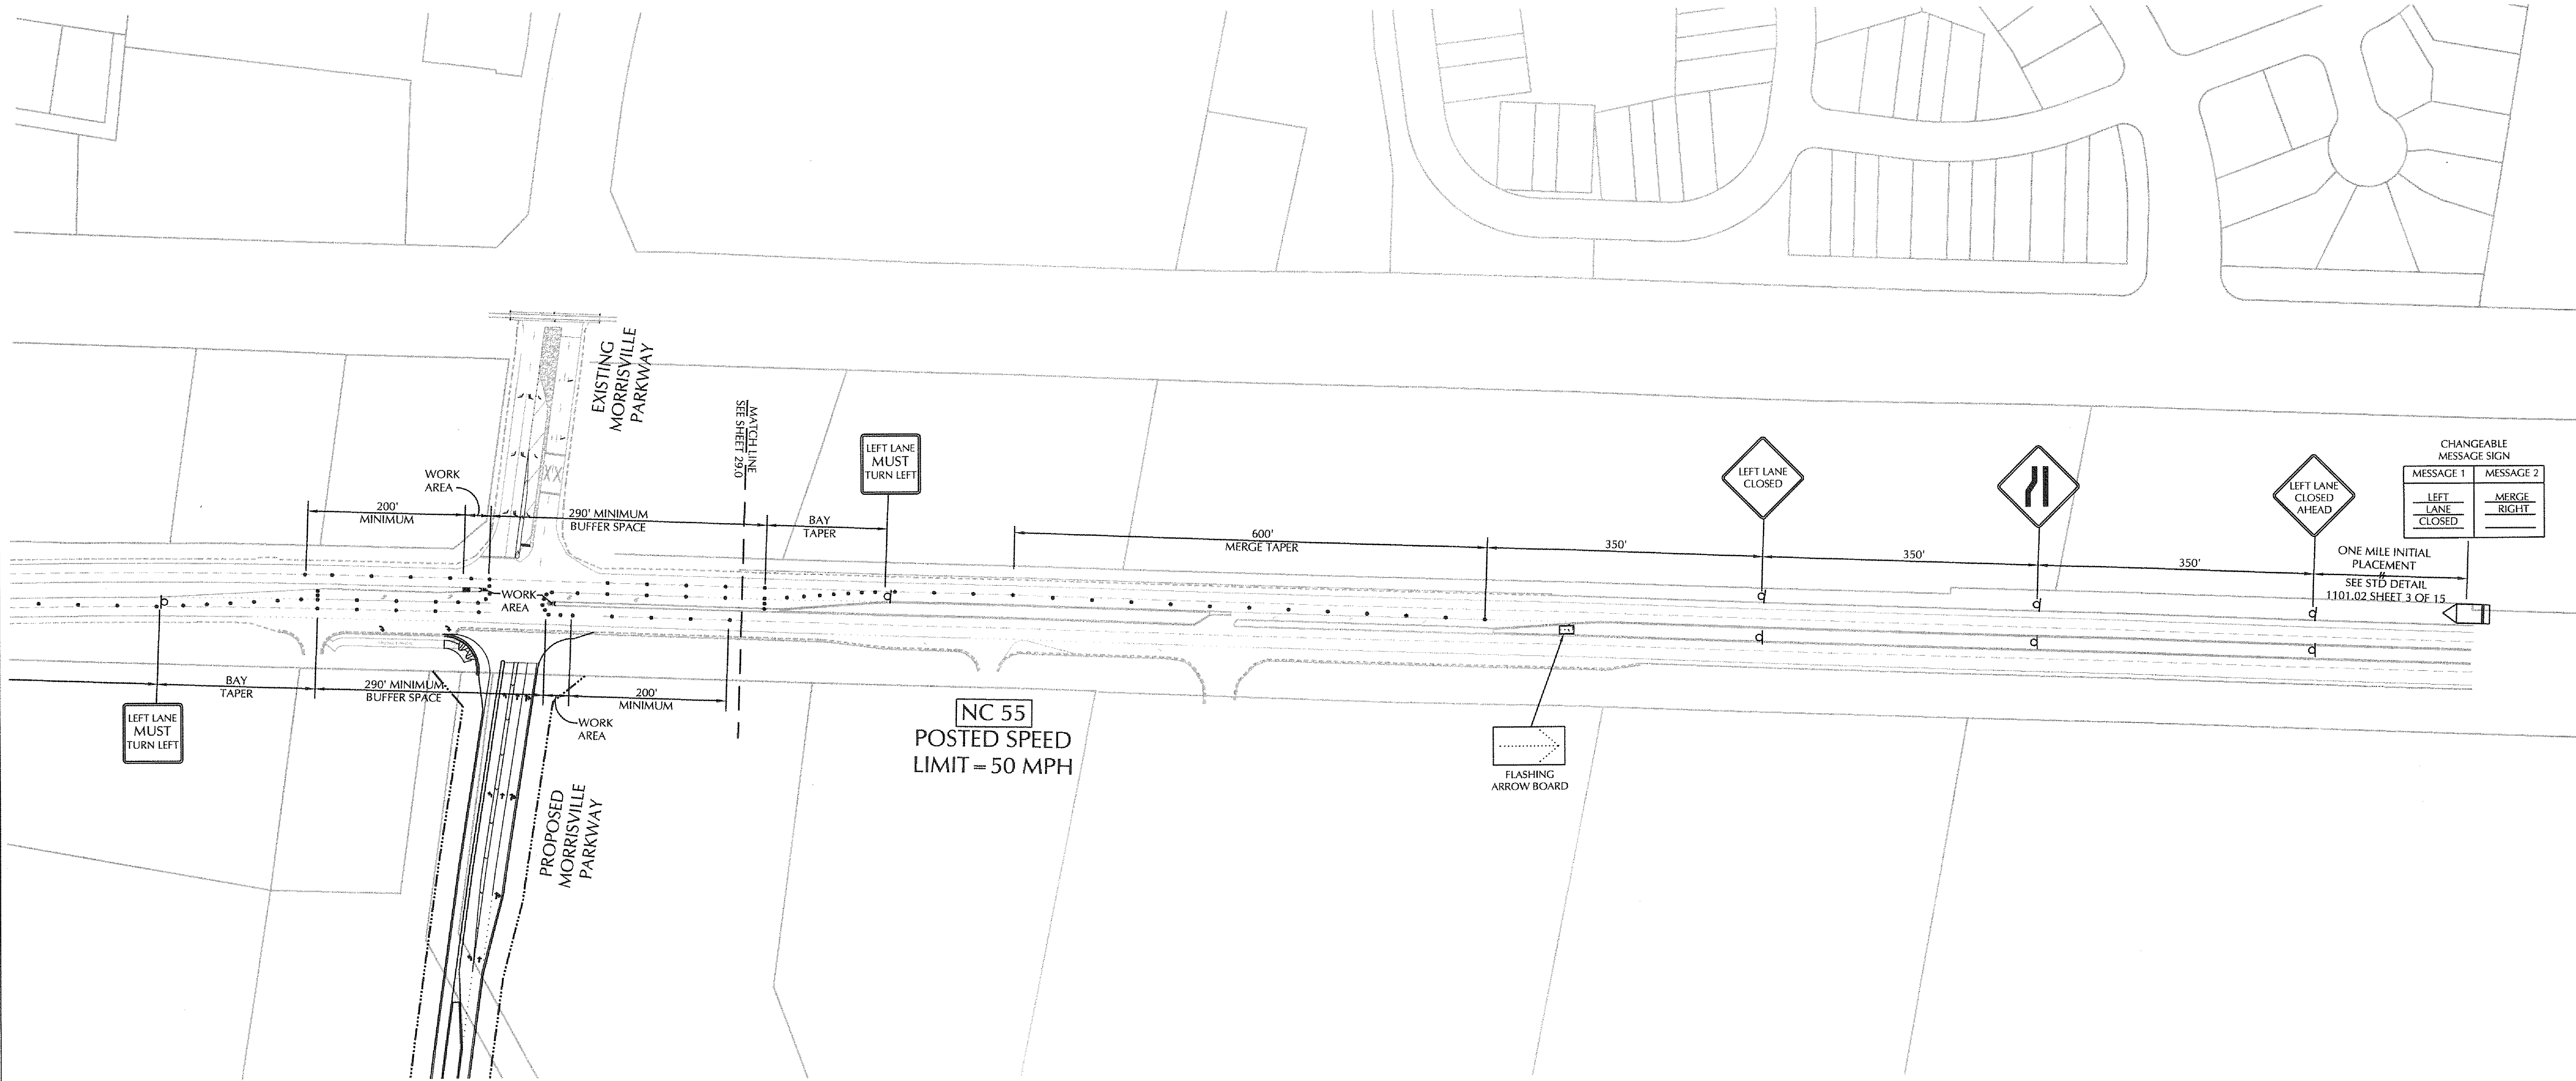 EXISTING
MORRISVILLE
PARKWAY
MATCH LINE
SEE SHEET 29.0
WORK
AREA
200'
MINIMUM
290' MINIMUM
BUFFER SPACE
BAY
TAPER
LEFT LANE
MUST
TURN LEFT
600'
MERGE TAPER
350'
LEFT LANE
CLOSED
350'
350'
LEFT LANE
CLOSED
AHEAD
CHANGEABLE
MESSAGE SIGN
MESSAGE 1
MESSAGE 2
LEFT
LANE
CLOSED
MERGE
RIGHT
ONE MILE INITIAL
PLACEMENT
SEE STD DETAIL
1101.02 SHEET 3 OF 15
WORK
AREA
BAY
TAPER
290' MINIMUM
BUFFER SPACE
200'
MINIMUM
WORK
AREA
LEFT LANE
MUST
TURN LEFT
PROPOSED
MORRISVILLE
PARKWAY
NC 55
POSTED SPEED
LIMIT = 50 MPH
FLASHING
ARROW BOARD